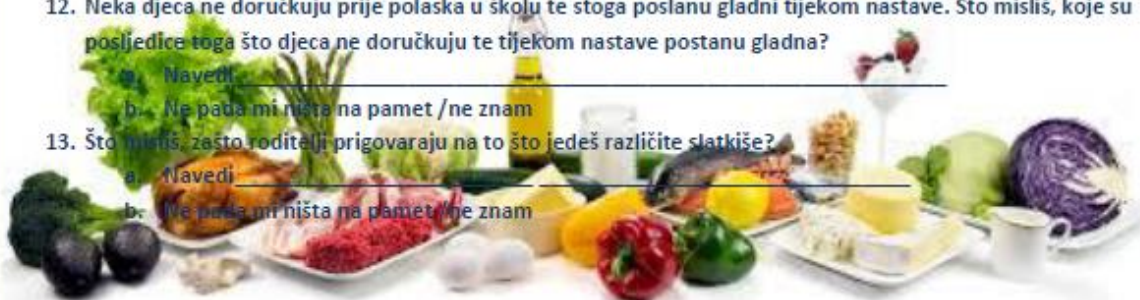 12. Neka djeca ne doručkuju prije polaska u školu te stoga postanu gladni tijekom nastave. Što misliš, koje su
posljedice toga što djeca ne doručkuju te tijekom nastave postanu gladna?
a. Navedi
b. Ne pada mi ništa na pamet /ne znam
13. Što misliš, zašto roditelji prigovaraju na to što jedeš različite slatkiše?
a. Navedi
b. Ne pada mi ništa na pamet /ne znam